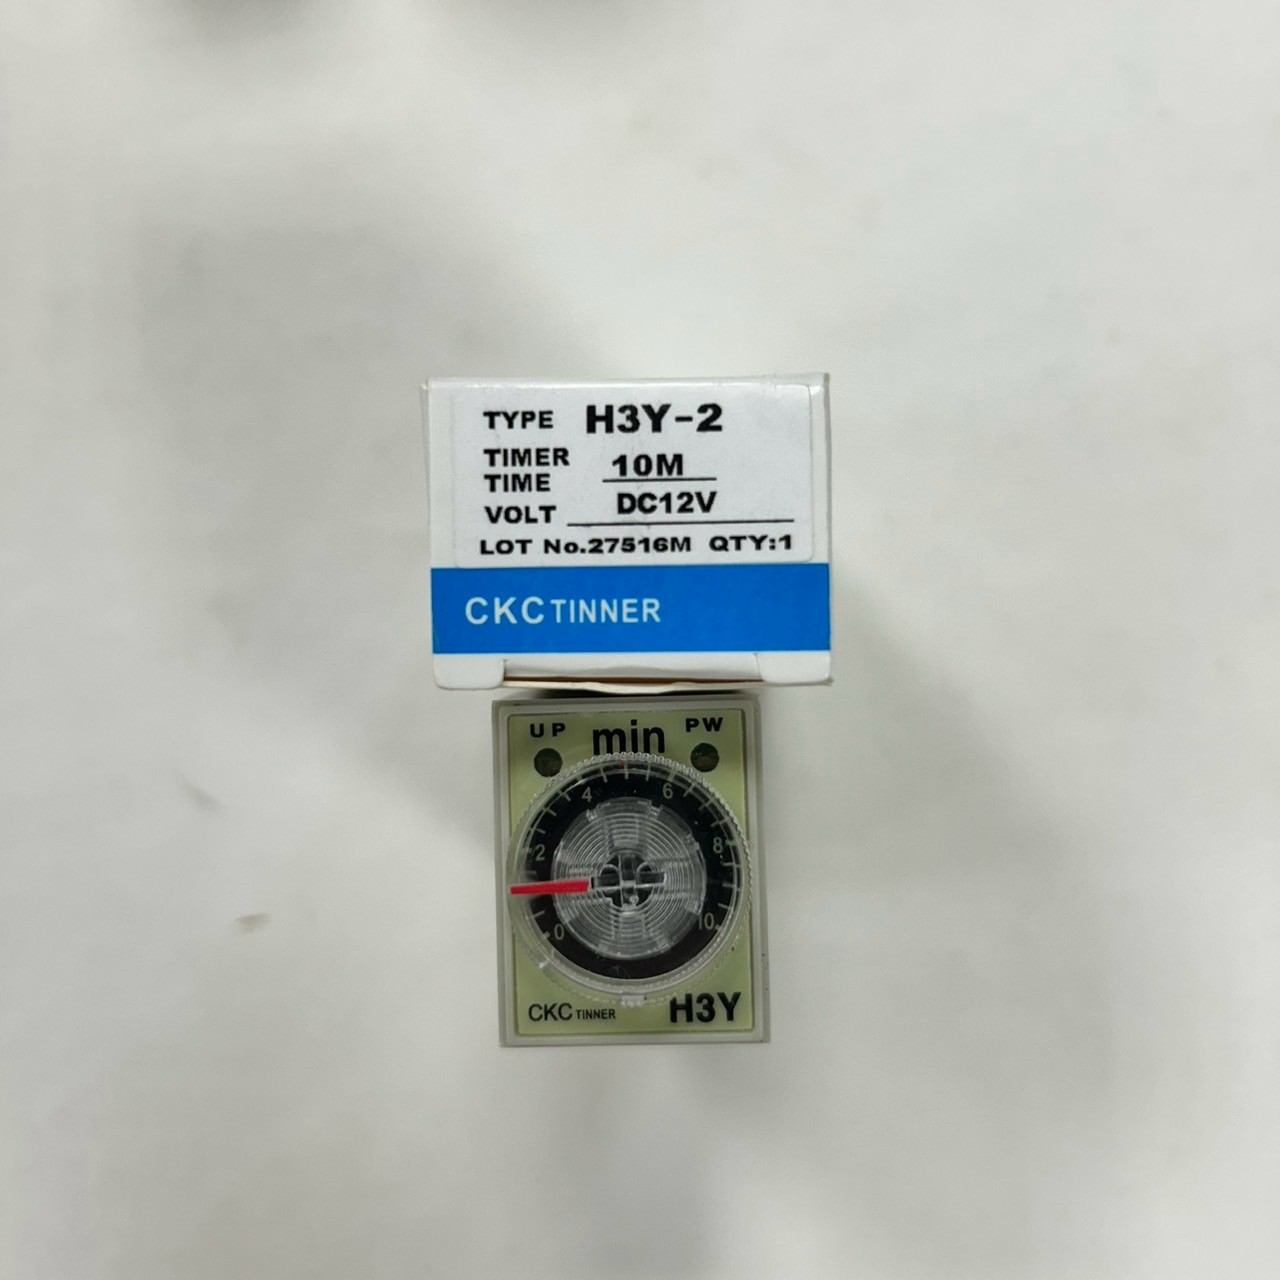 TYPE H3Y-2
TIMER
TIME 10M
VOLT DC12V
LOT No.27516M QTY:1
CKC TINNER
UP min PW
4 6
2 8
0 10
CKC TINNER H3Y